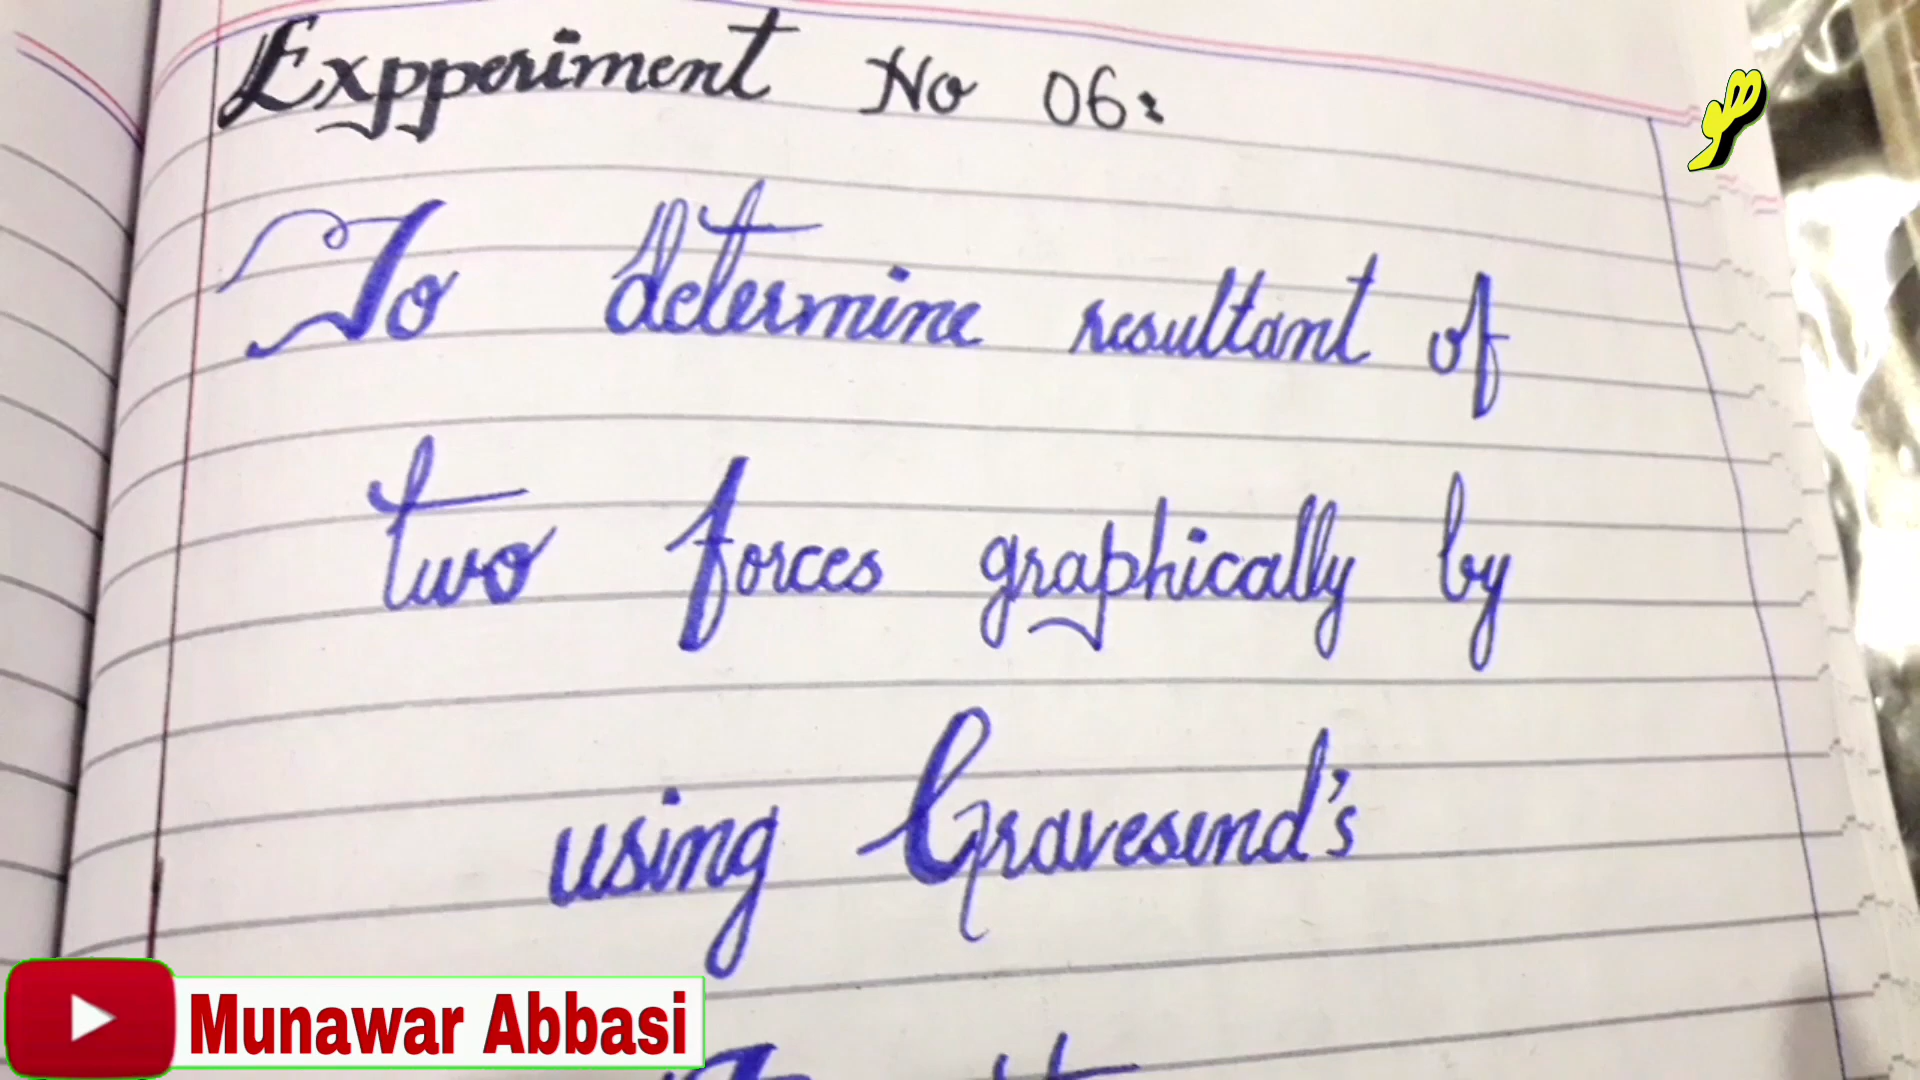 Expperiment No 06:
To determine resultant of
two forces graphically by
using Gravesend's
Munawar Abbasi